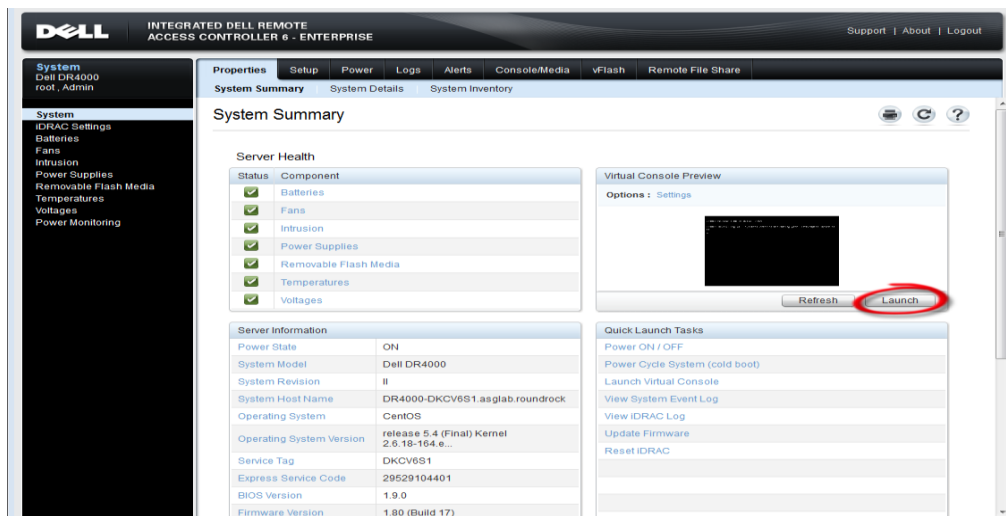 DELL
INTEGRATED DELL REMOTE
ACCESS CONTROLLER 6 - ENTERPRISE
Support | About | Logout
System
Dell DR4000
root , Admin
System
iDRAC Settings
Batteries
Fans
Intrusion
Power Supplies
Removable Flash Media
Temperatures
Voltages
Power Monitoring
Properties Setup Power Logs Alerts Console/Media vFlash Remote File Share
System Summary System Details System Inventory
System Summary
?
Server Health
Status Component
Batteries
Fans
Intrusion
Power Supplies
Removable Flash Media
Temperatures
Voltages
Virtual Console Preview
Options : Settings
Refresh Launch
Server Information
Power State ON
System Model Dell DR4000
System Revision II
System Host Name DR4000-DKCV6S1.asglab.roundrock
Operating System CentOS
Operating System Version release 5.4 (Final) Kernel
2.6.18-164.e...
Service Tag DKCV6S1
Express Service Code 29529104401
BIOS Version 1.9.0
Firmware Version 1.80 (Build 17)
Quick Launch Tasks
Power ON / OFF
Power Cycle System (cold boot)
Launch Virtual Console
View System Event Log
View iDRAC Log
Update Firmware
Reset iDRAC